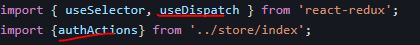 import { useSelector, useDispatch } from 'react-redux';
import {authActions} from '../store/index';